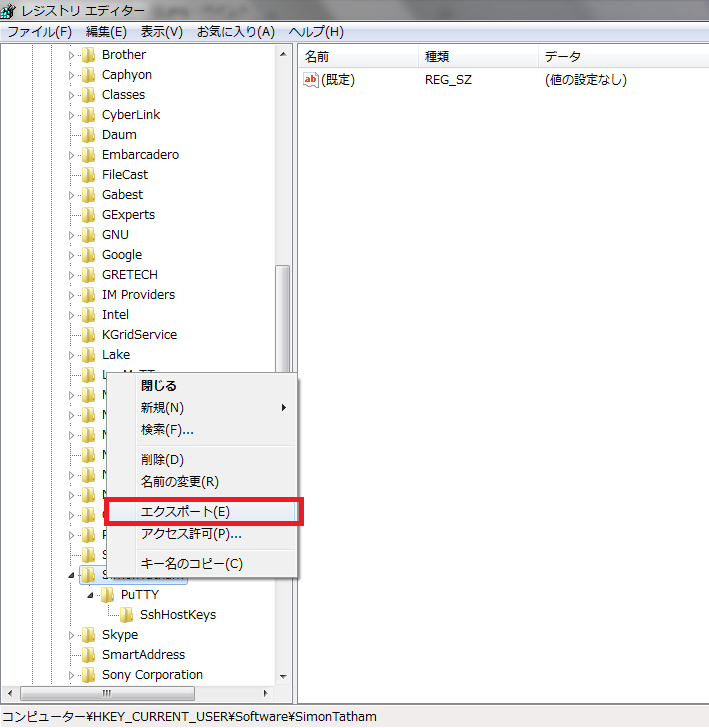 レジストリ エディター
ファイル(F) 編集(E) 表示(V) お気に入り(A) ヘルプ(H)
名前 種類 データ
ab (既定) REG_SZ (値の設定なし)
Brother
Caphyon
Classes
CyberLink
Daum
Embarcadero
FileCast
Gabest
GExperts
GNU
Google
GRETECH
IM Providers
Intel
KGridService
Lake
閉じる
新規(N)
検索(F)...
削除(D)
名前の変更(R)
エクスポート(E)
アクセス許可(P)...
キー名のコピー(C)
PuTTY
SshHostKeys
Skype
SmartAddress
Sony Corporation
コンピューター¥HKEY_CURRENT_USER¥Software¥SimonTatham